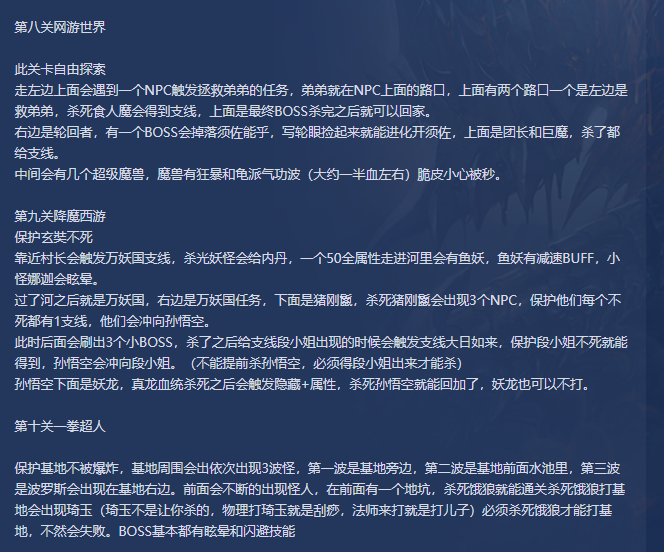 第八关网游世界
此关卡自由探索
走左边上面会遇到一个NPC触发拯救弟弟的任务，弟弟就在NPC上面的路口，上面有两个路口一个是左边是
救弟弟，杀死食人魔会得到支线，上面是最终BOSS杀完之后就可以回家。
右边是轮回者，有一个BOSS会掉落须佐能乎，写轮眼捡起来就能进化开须佐，上面是团长和巨魔，杀了都
给支线。
中间会有几个超级魔兽，魔兽有狂暴和龟派气功波（大约一半血左右）脆皮小心被秒。
第九关降魔西游
保护玄奘不死
靠近村长会触发万妖国支线，杀光妖怪会给内丹，一个50全属性走进河里会有鱼妖，鱼妖有减速BUFF，小
怪娜迦会眩晕。
过了河之后就是万妖国，右边是万妖国任务，下面是猪刚鬣，杀死猪刚鬣会出现3个NPC，保护他们每个不
死都有1支线，他们会冲向孙悟空。
此时后面会刷出3个小BOSS，杀了之后给支线段小姐出现的时候会触发支线大日如来，保护段小姐不死就能
得到，孙悟空会冲向段小姐。（不能提前杀孙悟空，必须得段小姐出来才能杀）
孙悟空下面是妖龙，真龙血统杀死之后会触发隐藏+属性，杀死孙悟空就能回加了，妖龙也可以不打。
第十关一拳超人
保护基地不被爆炸，基地周围会出依次出现3波怪，第一波是基地旁边，第二波是基地前面水池里，第三波
是波罗斯会出现在基地右边。前面会不断的出现怪人，在前面有一个地坑，杀死饿狼就能通关杀死饿狼打基
地会出现琦玉（琦玉不是让你杀的，物理打琦玉就是刮痧，法师来打就是打儿子）必须杀死饿狼才能打基
地，不然会失败。BOSS基本都有眩晕和闪避技能